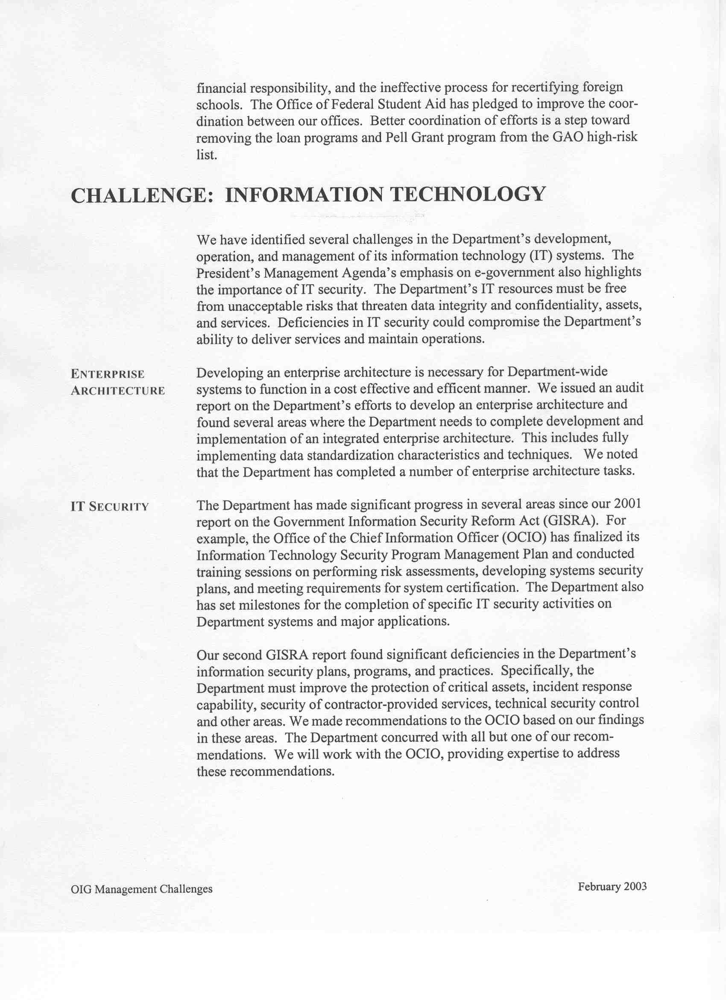 financial responsibility, and the ineffective process for recertifying foreign
schools.  The Office of Federal Student Aid has pledged to improve the coor-
dination between our offices.  Better coordination of efforts is a step toward
removing the loan programs and Pell Grant program from the GAO high-risk
list.
CHALLENGE:  INFORMATION TECHNOLOGY
We have identified several challenges in the Department's development,
operation, and management of its information technology (IT) systems.  The
President's Management Agenda's emphasis on e-government also highlights
the importance of IT security.  The Department's IT resources must be free
from unacceptable risks that threaten data integrity and confidentiality, assets,
and services.  Deficiencies in IT security could compromise the Department's
ability to deliver services and maintain operations.
ENTERPRISE
ARCHITECTURE
Developing an enterprise architecture is necessary for Department-wide
systems to function in a cost effective and efficent manner.  We issued an audit
report on the Department's efforts to develop an enterprise architecture and
found several areas where the Department needs to complete development and
implementation of an integrated enterprise architecture.  This includes fully
implementing data standardization characteristics and techniques.   We noted
that the Department has completed a number of enterprise architecture tasks.
IT SECURITY
The Department has made significant progress in several areas since our 2001
report on the Government Information Security Reform Act (GISRA).  For
example, the Office of the Chief Information Officer (OCIO) has finalized its
Information Technology Security Program Management Plan and conducted
training sessions on performing risk assessments, developing systems security
plans, and meeting requirements for system certification.  The Department also
has set milestones for the completion of specific IT security activities on
Department systems and major applications.
Our second GISRA report found significant deficiencies in the Department's
information security plans, programs, and practices.  Specifically, the
Department must improve the protection of critical assets, incident response
capability, security of contractor-provided services, technical security control
and other areas. We made recommendations to the OCIO based on our findings
in these areas.  The Department concurred with all but one of our recom-
mendations.  We will work with the OCIO, providing expertise to address
these recommendations.
OIG Management Challenges
February 2003